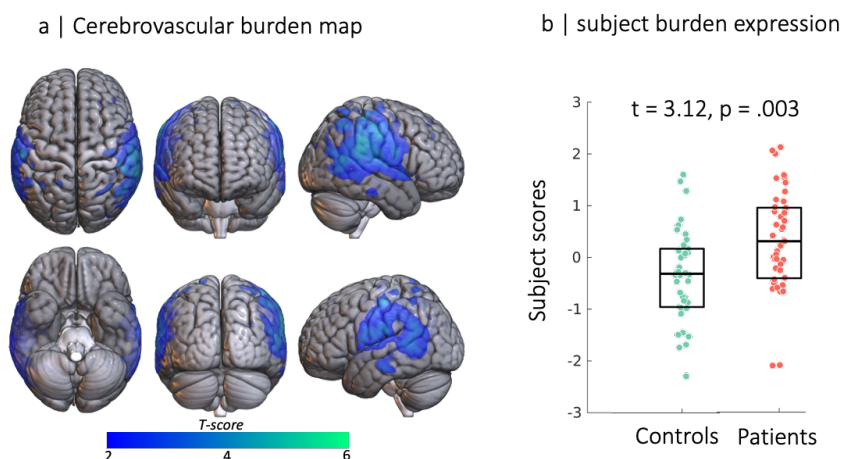 a | Cerebrovascular burden map
T-score
2 4 6
b | subject burden expression
t = 3.12, p = .003
Subject scores
3
2
1
0
-1
-2
-3
Controls Patients